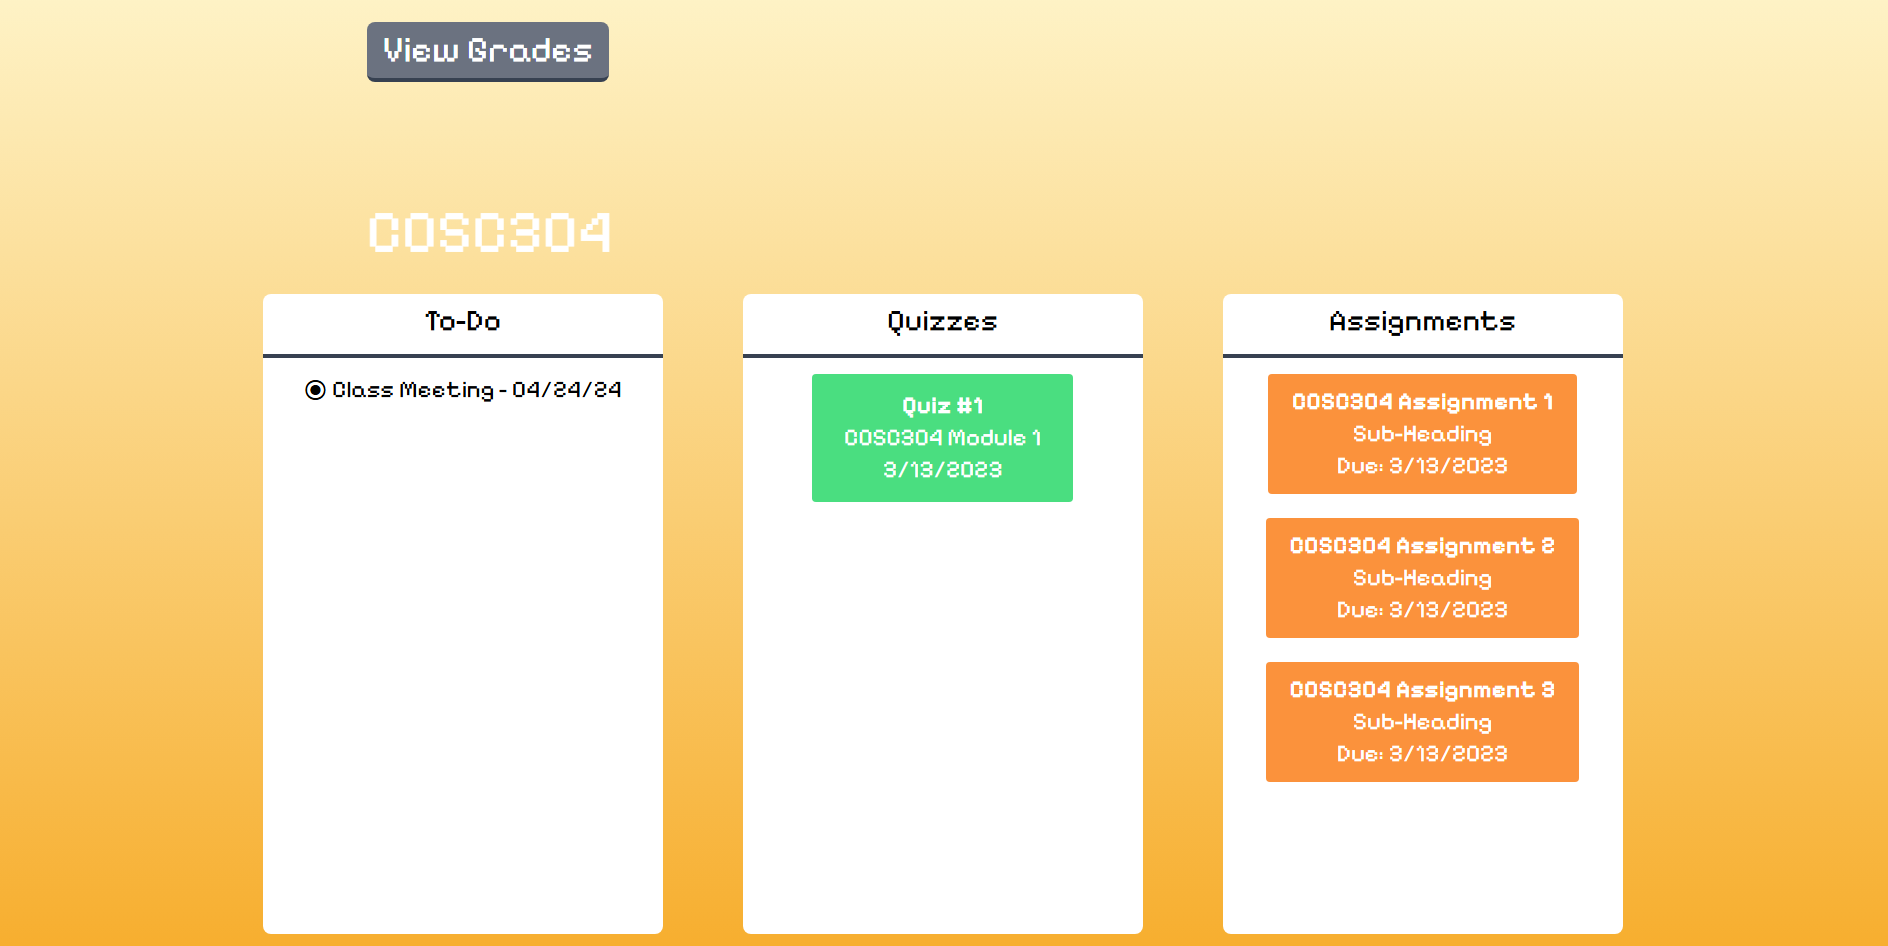 View Grades
COSC304
To-Do
Class Meeting - 04/24/24
Quizzes
Quiz #1
COSC304 Module 1
3/13/2023
Assignments
COSC304 Assignment 1
Sub-Heading
Due: 3/13/2023
COSC304 Assignment 2
Sub-Heading
Due: 3/13/2023
COSC304 Assignment 3
Sub-Heading
Due: 3/13/2023